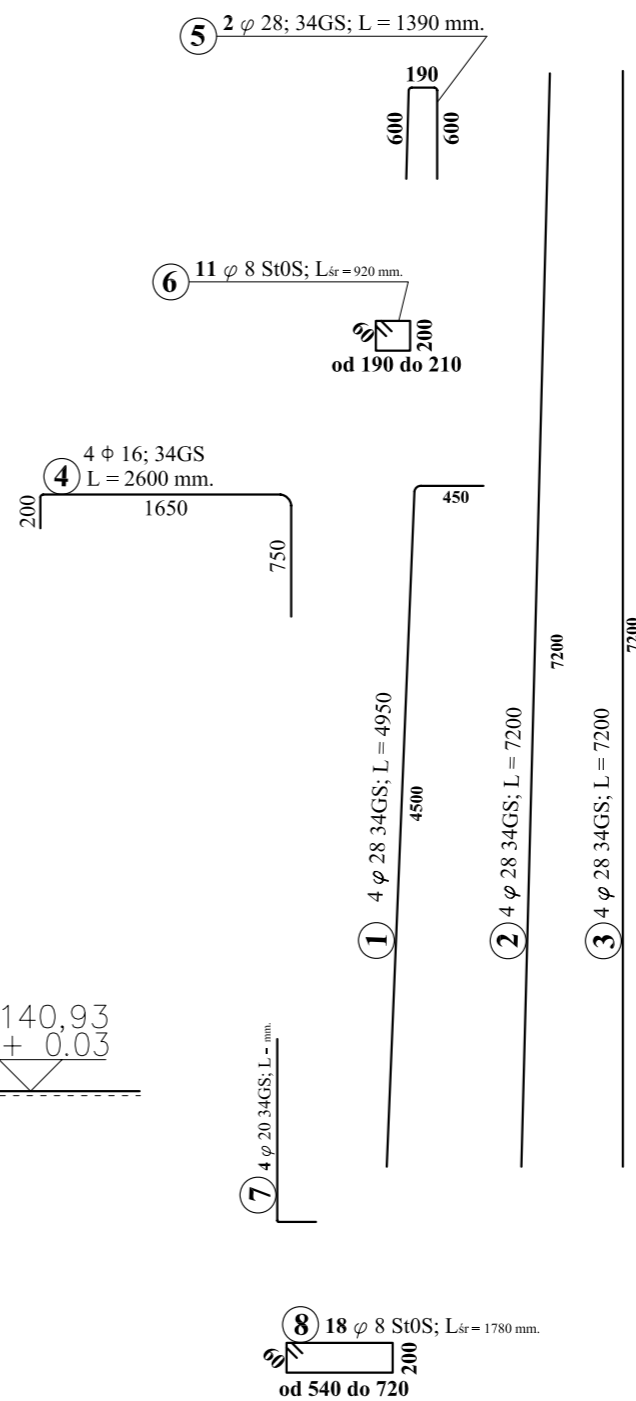 5 2 φ 28; 34GS; L = 1390 mm.
190
600
600
6 11 φ 8 St0S; Lśr = 920 mm.
60
200
od 190 do 210
4 4 Φ 16; 34GS
L = 2600 mm.
200
1650
750
450
1 4 φ 28 34GS; L = 4950
4500
2 4 φ 28 34GS; L = 7200
7200
3 4 φ 28 34GS; L = 7200
7200
140,93
+ 0.03
7 4 φ 20 34GS; L - mm.
8 18 φ 8 St0S; Lśr = 1780 mm.
60
200
od 540 do 720